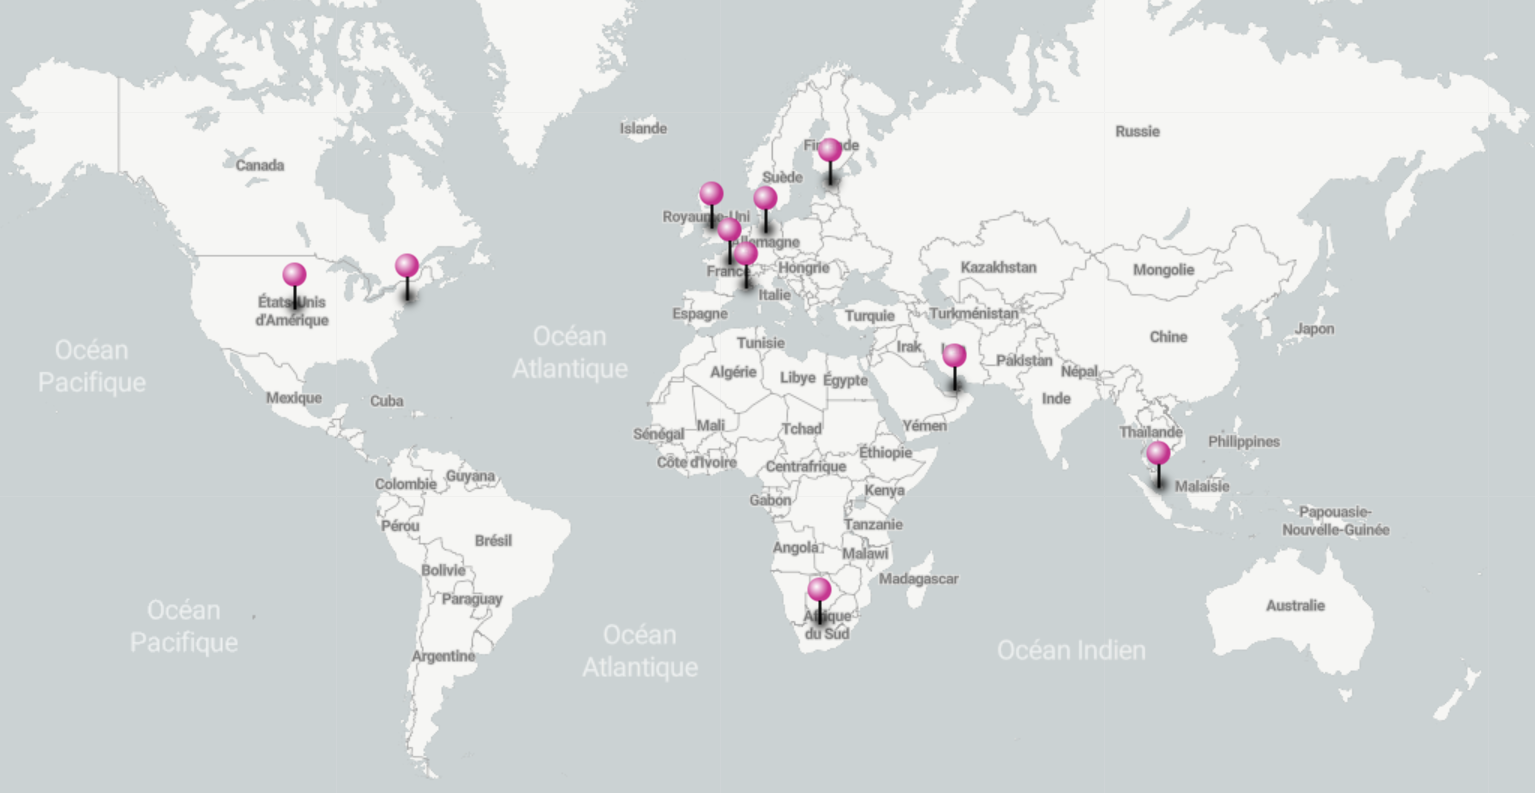 Islande
Russie
Canada
Suède
Allemagne
France
Hongrie
Kazakhstan
Mongolie
Italie
États-Unis
d'Amérique
Espagne
Turquie
Turkménistan
Japon
Océan
Atlantique
Chine
Tunisie
Irak
Océan
Pacifique
Pakistan
Algérie
Libye
Égypte
Népal
Mexique
Cuba
Inde
Mali
Tchad
Yémen
Sénégal
Thaïlande
Philippines
Éthiopie
Côte d'Ivoire
Centrafrique
Guyana
Colombie
Gabon
Kenya
Malaisie
Papouasie-
Nouvelle-Guinée
Pérou
Tanzanie
Brésil
Angola
Malawi
Bolivie
Madagascar
Paraguay
Australie
Océan
Pacifique
Afrique
du Sud
Océan
Atlantique
Océan Indien
Argentine